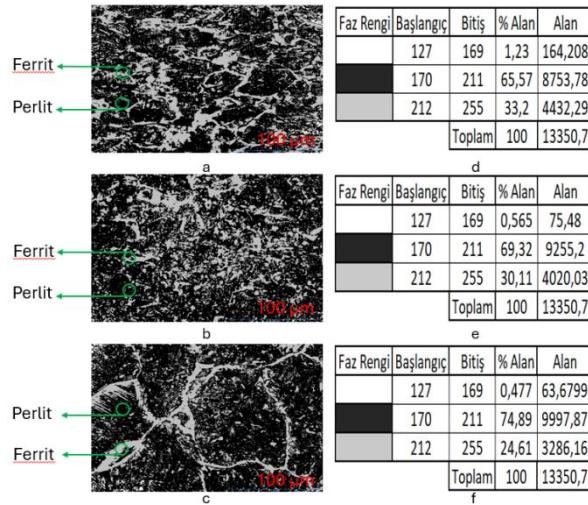 Ferrit
Perlit
100 µm
a
Faz Rengi Başlangıç Bitiş % Alan Alan
127 169 1,23 164,208
170 211 65,57 8753,78
212 255 33,2 4432,29
Toplam 100 13350,7
d
Ferrit
Perlit
100 µm
b
Faz Rengi Başlangıç Bitiş % Alan Alan
127 169 0,565 75,48
170 211 69,32 9255,2
212 255 30,11 4020,03
Toplam 100 13350,7
e
Perlit
Ferrit
100 µm
c
Faz Rengi Başlangıç Bitiş % Alan Alan
127 169 0,477 63,6799
170 211 74,89 9997,87
212 255 24,61 3286,16
Toplam 100 13350,7
f